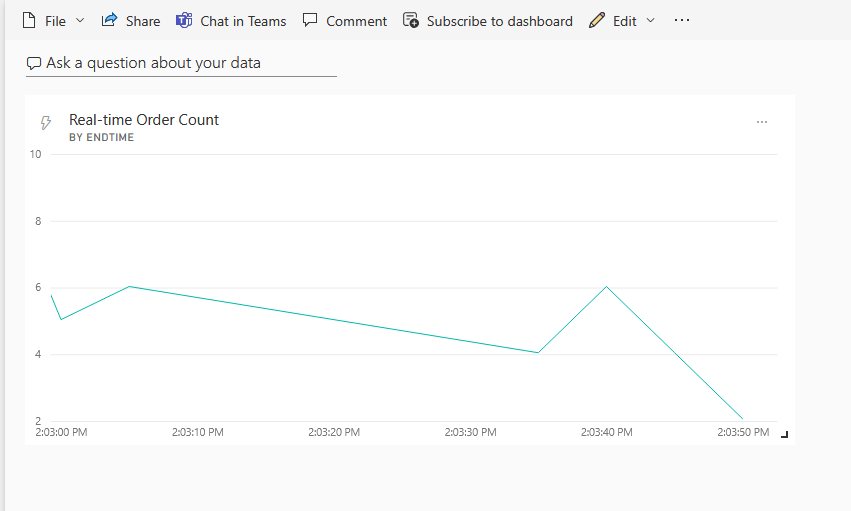 File Share Chat in Teams Comment Subscribe to dashboard Edit ...
Ask a question about your data
Real-time Order Count ...
BY ENDTIME
10
8
6
4
2
2:03:00 PM 2:03:10 PM 2:03:20 PM 2:03:30 PM 2:03:40 PM 2:03:50 PM